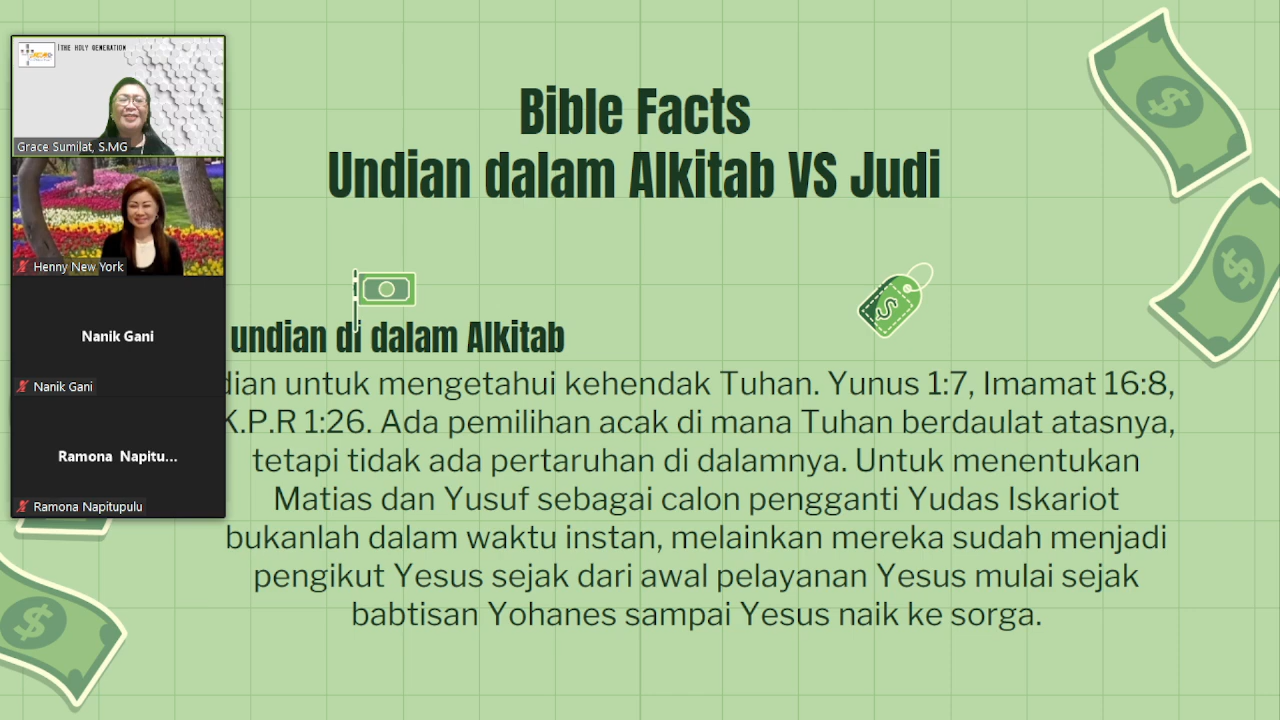 THE HOLY GENERATION
Grace Sumilat, S.MG
Henny New York
Nanik Gani
Nanik Gani
Ramona Napitu...
Ramona Napitupulu
Bible Facts
Undian dalam Alkitab VS Judi
undian di dalam Alkitab
dian untuk mengetahui kehendak Tuhan. Yunus 1:7, Imamat 16:8,
K.P.R 1:26. Ada pemilihan acak di mana Tuhan berdaulat atasnya,
tetapi tidak ada pertaruhan di dalamnya. Untuk menentukan
Matias dan Yusuf sebagai calon pengganti Yudas Iskariot
bukanlah dalam waktu instan, melainkan mereka sudah menjadi
pengikut Yesus sejak dari awal pelayanan Yesus mulai sejak
babtisan Yohanes sampai Yesus naik ke sorga.